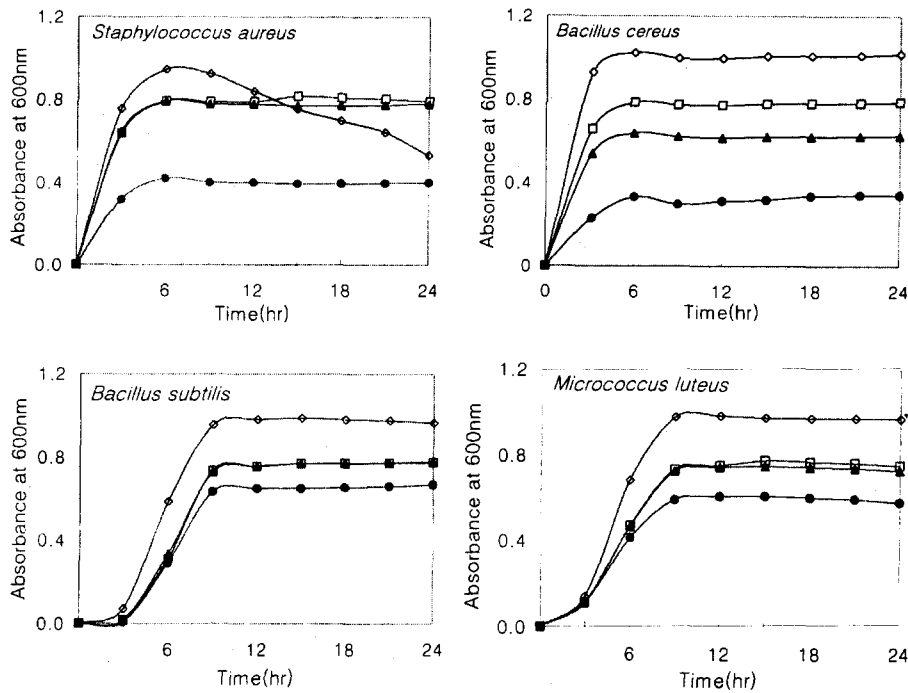 Staphylococcus aureus
Absorbance at 600nm
1.2
0.8
0.4
0.0
6 12 18 24
Time(hr)
Bacillus cereus
Absorbance at 600nm
1.2
0.8
0.4
0
0 6 12 18 24
Time(hr)
Bacillus subtilis
Absorbance at 600nm
1.2
0.8
0.4
0.0
6 12 18 24
Time(hr)
Micrococcus luteus
Absorbance at 600nm
1.2
0.8
0.4
0.0
6 12 18 24
Time(hr)